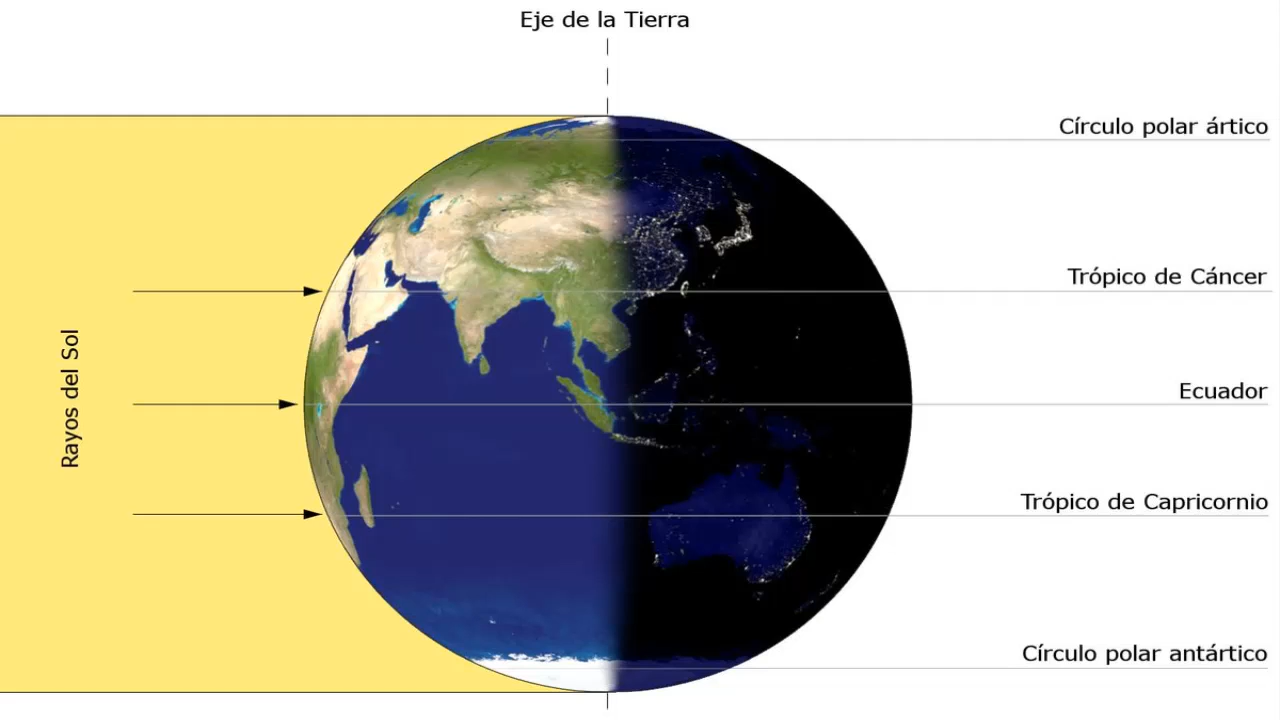 Eje de la Tierra
Círculo polar ártico
Trópico de Cáncer
Rayos del Sol
Ecuador
Trópico de Capricornio
Círculo polar antártico